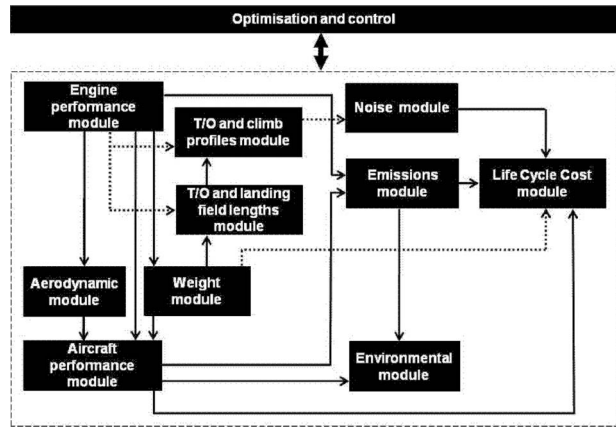 Optimisation and control
Engine
performance
module
T/O and climb
profiles module
Noise module
T/O and landing
field lengths
module
Emissions
module
Life Cycle Cost
module
Aerodynamic
module
Weight
module
Aircraft
performance
module
Environmental
module